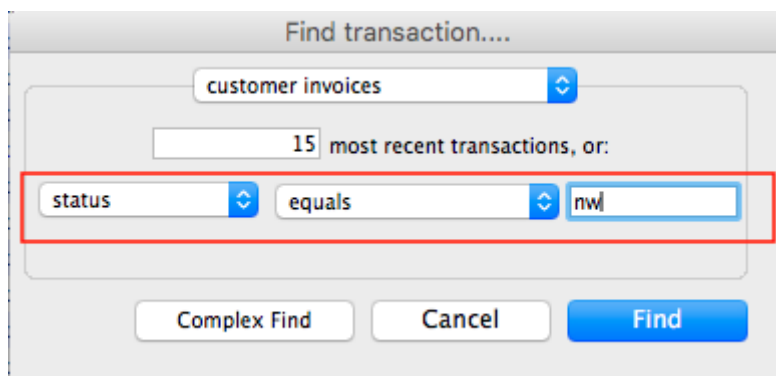 Find transaction....
customer invoices
15 most recent transactions, or:
status equals nw
Complex Find Cancel Find